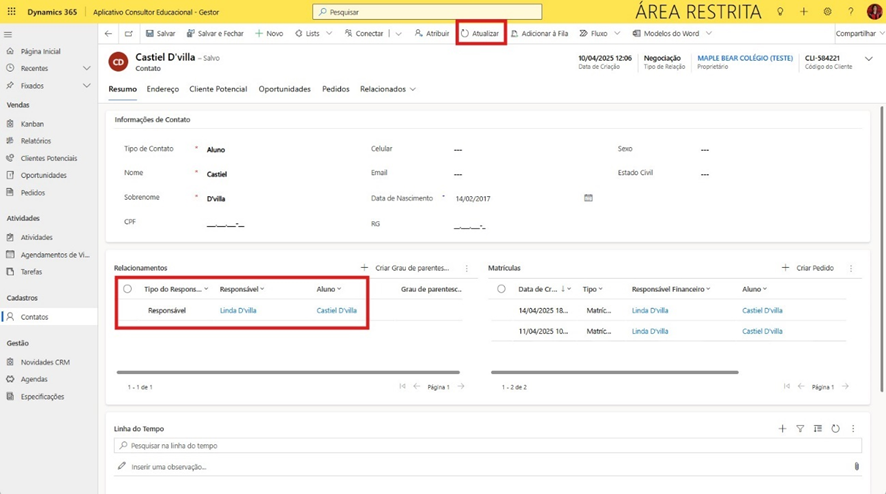 Dynamics 365 Aplicativo Consultor Educacional - Gestor Pesquisar ÁREA RESTRITA
Salvar Salvar e Fechar Novo Lists Conectar Atribuir Atualizar Adicionar à Fila Fluxo Modelos do Word Compartilhar
Página Inicial
Recentes
Fixados
Vendas
Kanban
Relatórios
Clientes Potenciais
Oportunidades
Pedidos
Atividades
Atividades
Agendamentos de Vi...
Tarefas
Cadastros
Contatos
Gestão
Novidades CRM
Agendas
Especificações
CD
Castiel D'villa - Salvo
Contato
10/04/2025 12:06
Data de Criação
Negociação
Tipo de Relação
MAPLE BEAR COLÉGIO (TESTE)
Proprietário
CLI-584221
Código do Cliente
Resumo Endereço Cliente Potencial Oportunidades Pedidos Relacionados
Informações de Contato
Tipo de Contato * Aluno Celular --- Sexo ---
Nome * Castiel Email --- Estado Civil ---
Sobrenome * D'villa Data de Nascimento * 14/02/2017
CPF ___.___.___-__ RG __.___.___-_
Relacionamentos + Criar Grau de parentes...
Tipo do Respons... Responsável Aluno Grau de parentesc...
Responsável Linda D'villa Castiel D'villa
1 - 1 de 1 Página 1
Matrículas + Criar Pedido
Data de Cr... Tipo Responsável Financeiro Aluno
14/04/2025 18... Matríc... Linda D'villa Castiel D'villa
11/04/2025 10... Matríc... Linda D'villa Castiel D'villa
1 - 2 de 2 Página 1
Linha do Tempo
Pesquisar na linha do tempo
Inserir uma observação...